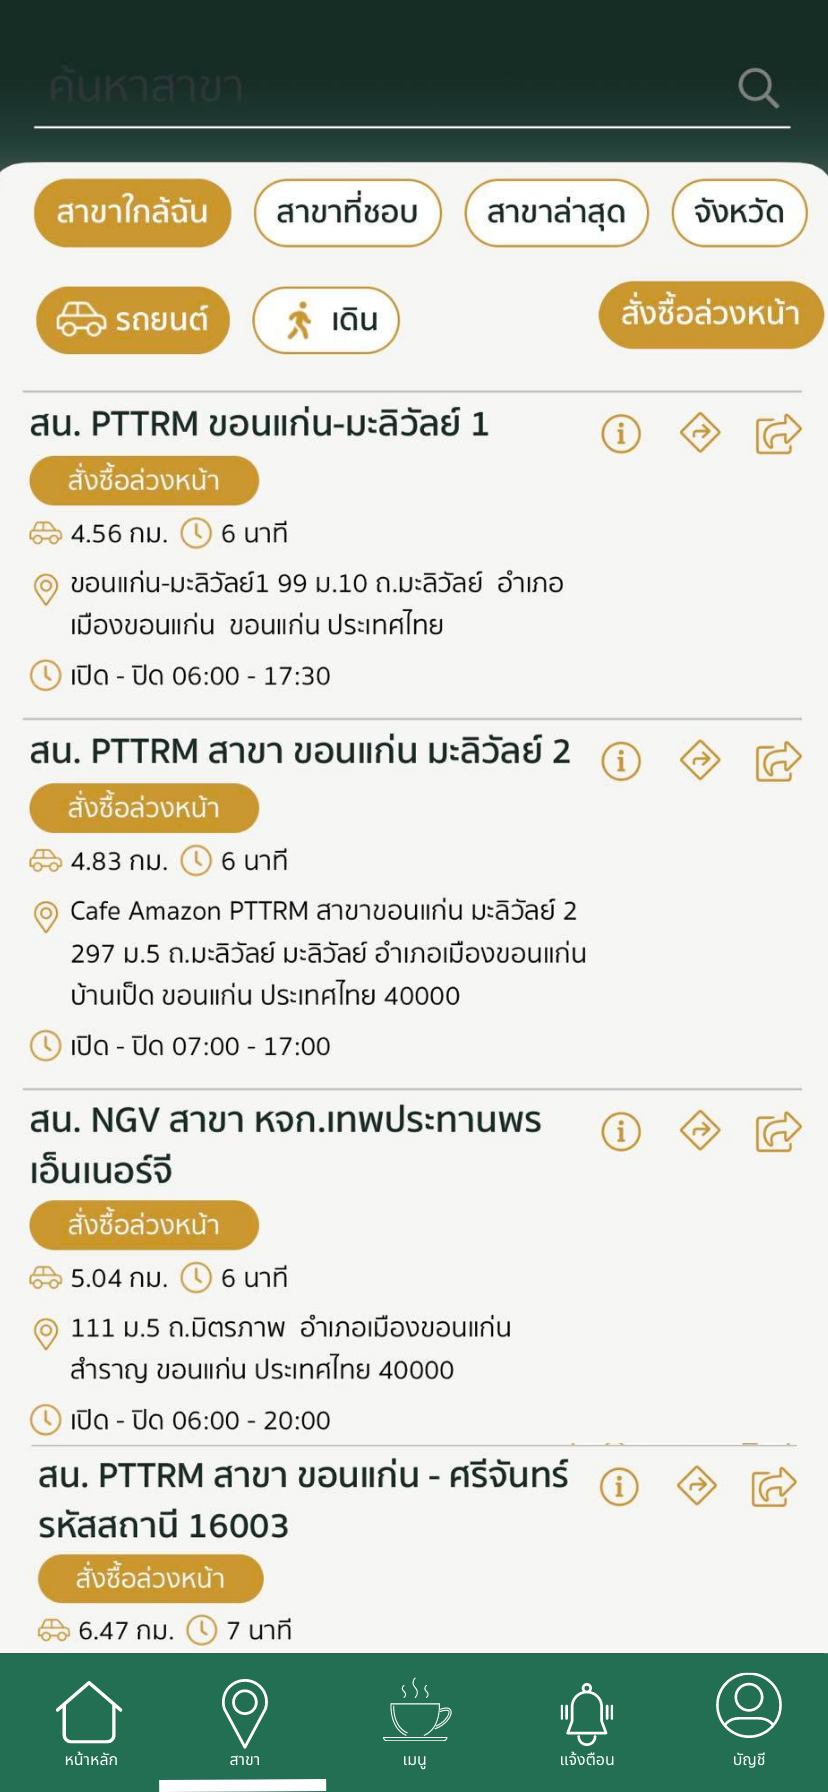 ค้นหาสาขา
สาขาใกล้ฉัน สาขาที่ชอบ สาขาล่าสุด จังหวัด
รถยนต์ เดิน สั่งซื้อล่วงหน้า
สน. PTTRM ขอนแก่น-มะลิวัลย์ 1
สั่งซื้อล่วงหน้า
4.56 กม. 6 นาที
ขอนแก่น-มะลิวัลย์1 99 ม.10 ถ.มะลิวัลย์ อำเภอ
เมืองขอนแก่น ขอนแก่น ประเทศไทย
เปิด - ปิด 06:00 - 17:30
สน. PTTRM สาขา ขอนแก่น มะลิวัลย์ 2
สั่งซื้อล่วงหน้า
4.83 กม. 6 นาที
Cafe Amazon PTTRM สาขาขอนแก่น มะลิวัลย์ 2
297 ม.5 ถ.มะลิวัลย์ มะลิวัลย์ อำเภอเมืองขอนแก่น
บ้านเป็ด ขอนแก่น ประเทศไทย 40000
เปิด - ปิด 07:00 - 17:00
สน. NGV สาขา หจก.เทพประทานพร
เอ็นเนอร์จี
สั่งซื้อล่วงหน้า
5.04 กม. 6 นาที
111 ม.5 ถ.มิตรภาพ อำเภอเมืองขอนแก่น
สำราญ ขอนแก่น ประเทศไทย 40000
เปิด - ปิด 06:00 - 20:00
สน. PTTRM สาขา ขอนแก่น - ศรีจันทร์
รหัสสถานี 16003
สั่งซื้อล่วงหน้า
6.47 กม. 7 นาที
หน้าหลัก สาขา เมนู แจ้งตือน บัญชี